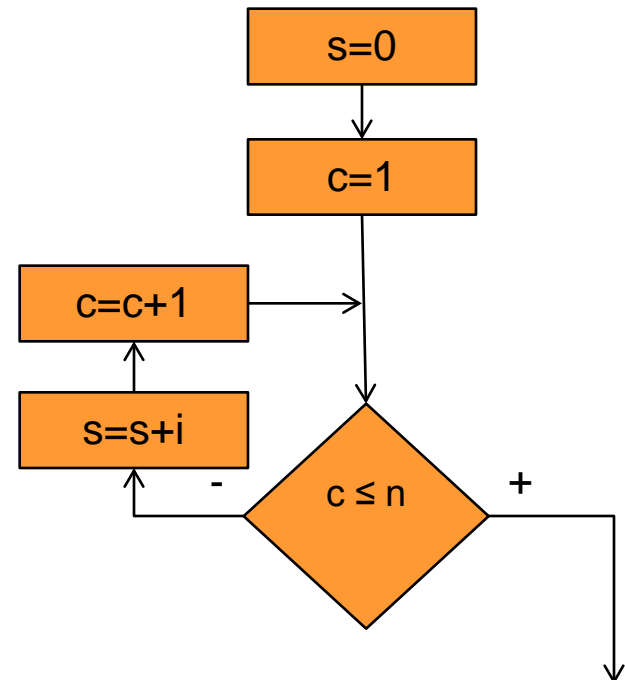 s=0
c=1
c=c+1
s=s+i
c ≤ n
-
+